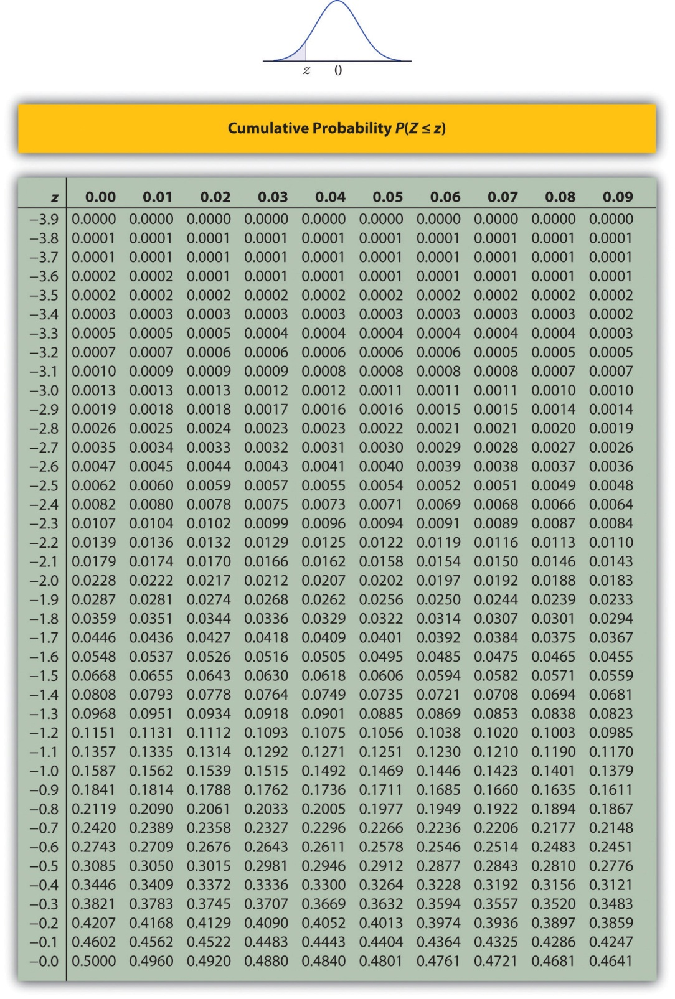 z 0
Cumulative Probability P(Z ≤ z)
z 0.00 0.01 0.02 0.03 0.04 0.05 0.06 0.07 0.08 0.09
−3.9 0.0000 0.0000 0.0000 0.0000 0.0000 0.0000 0.0000 0.0000 0.0000 0.0000
−3.8 0.0001 0.0001 0.0001 0.0001 0.0001 0.0001 0.0001 0.0001 0.0001 0.0001
−3.7 0.0001 0.0001 0.0001 0.0001 0.0001 0.0001 0.0001 0.0001 0.0001 0.0001
−3.6 0.0002 0.0002 0.0001 0.0001 0.0001 0.0001 0.0001 0.0001 0.0001 0.0001
−3.5 0.0002 0.0002 0.0002 0.0002 0.0002 0.0002 0.0002 0.0002 0.0002 0.0002
−3.4 0.0003 0.0003 0.0003 0.0003 0.0003 0.0003 0.0003 0.0003 0.0003 0.0002
−3.3 0.0005 0.0005 0.0005 0.0004 0.0004 0.0004 0.0004 0.0004 0.0004 0.0003
−3.2 0.0007 0.0007 0.0006 0.0006 0.0006 0.0006 0.0006 0.0005 0.0005 0.0005
−3.1 0.0010 0.0009 0.0009 0.0009 0.0008 0.0008 0.0008 0.0008 0.0007 0.0007
−3.0 0.0013 0.0013 0.0013 0.0012 0.0012 0.0011 0.0011 0.0011 0.0010 0.0010
−2.9 0.0019 0.0018 0.0018 0.0017 0.0016 0.0016 0.0015 0.0015 0.0014 0.0014
−2.8 0.0026 0.0025 0.0024 0.0023 0.0023 0.0022 0.0021 0.0021 0.0020 0.0019
−2.7 0.0035 0.0034 0.0033 0.0032 0.0031 0.0030 0.0029 0.0028 0.0027 0.0026
−2.6 0.0047 0.0045 0.0044 0.0043 0.0041 0.0040 0.0039 0.0038 0.0037 0.0036
−2.5 0.0062 0.0060 0.0059 0.0057 0.0055 0.0054 0.0052 0.0051 0.0049 0.0048
−2.4 0.0082 0.0080 0.0078 0.0075 0.0073 0.0071 0.0069 0.0068 0.0066 0.0064
−2.3 0.0107 0.0104 0.0102 0.0099 0.0096 0.0094 0.0091 0.0089 0.0087 0.0084
−2.2 0.0139 0.0136 0.0132 0.0129 0.0125 0.0122 0.0119 0.0116 0.0113 0.0110
−2.1 0.0179 0.0174 0.0170 0.0166 0.0162 0.0158 0.0154 0.0150 0.0146 0.0143
−2.0 0.0228 0.0222 0.0217 0.0212 0.0207 0.0202 0.0197 0.0192 0.0188 0.0183
−1.9 0.0287 0.0281 0.0274 0.0268 0.0262 0.0256 0.0250 0.0244 0.0239 0.0233
−1.8 0.0359 0.0351 0.0344 0.0336 0.0329 0.0322 0.0314 0.0307 0.0301 0.0294
−1.7 0.0446 0.0436 0.0427 0.0418 0.0409 0.0401 0.0392 0.0384 0.0375 0.0367
−1.6 0.0548 0.0537 0.0526 0.0516 0.0505 0.0495 0.0485 0.0475 0.0465 0.0455
−1.5 0.0668 0.0655 0.0643 0.0630 0.0618 0.0606 0.0594 0.0582 0.0571 0.0559
−1.4 0.0808 0.0793 0.0778 0.0764 0.0749 0.0735 0.0721 0.0708 0.0694 0.0681
−1.3 0.0968 0.0951 0.0934 0.0918 0.0901 0.0885 0.0869 0.0853 0.0838 0.0823
−1.2 0.1151 0.1131 0.1112 0.1093 0.1075 0.1056 0.1038 0.1020 0.1003 0.0985
−1.1 0.1357 0.1335 0.1314 0.1292 0.1271 0.1251 0.1230 0.1210 0.1190 0.1170
−1.0 0.1587 0.1562 0.1539 0.1515 0.1492 0.1469 0.1446 0.1423 0.1401 0.1379
−0.9 0.1841 0.1814 0.1788 0.1762 0.1736 0.1711 0.1685 0.1660 0.1635 0.1611
−0.8 0.2119 0.2090 0.2061 0.2033 0.2005 0.1977 0.1949 0.1922 0.1894 0.1867
−0.7 0.2420 0.2389 0.2358 0.2327 0.2296 0.2266 0.2236 0.2206 0.2177 0.2148
−0.6 0.2743 0.2709 0.2676 0.2643 0.2611 0.2578 0.2546 0.2514 0.2483 0.2451
−0.5 0.3085 0.3050 0.3015 0.2981 0.2946 0.2912 0.2877 0.2843 0.2810 0.2776
−0.4 0.3446 0.3409 0.3372 0.3336 0.3300 0.3264 0.3228 0.3192 0.3156 0.3121
−0.3 0.3821 0.3783 0.3745 0.3707 0.3669 0.3632 0.3594 0.3557 0.3520 0.3483
−0.2 0.4207 0.4168 0.4129 0.4090 0.4052 0.4013 0.3974 0.3936 0.3897 0.3859
−0.1 0.4602 0.4562 0.4522 0.4483 0.4443 0.4404 0.4364 0.4325 0.4286 0.4247
−0.0 0.5000 0.4960 0.4920 0.4880 0.4840 0.4801 0.4761 0.4721 0.4681 0.4641